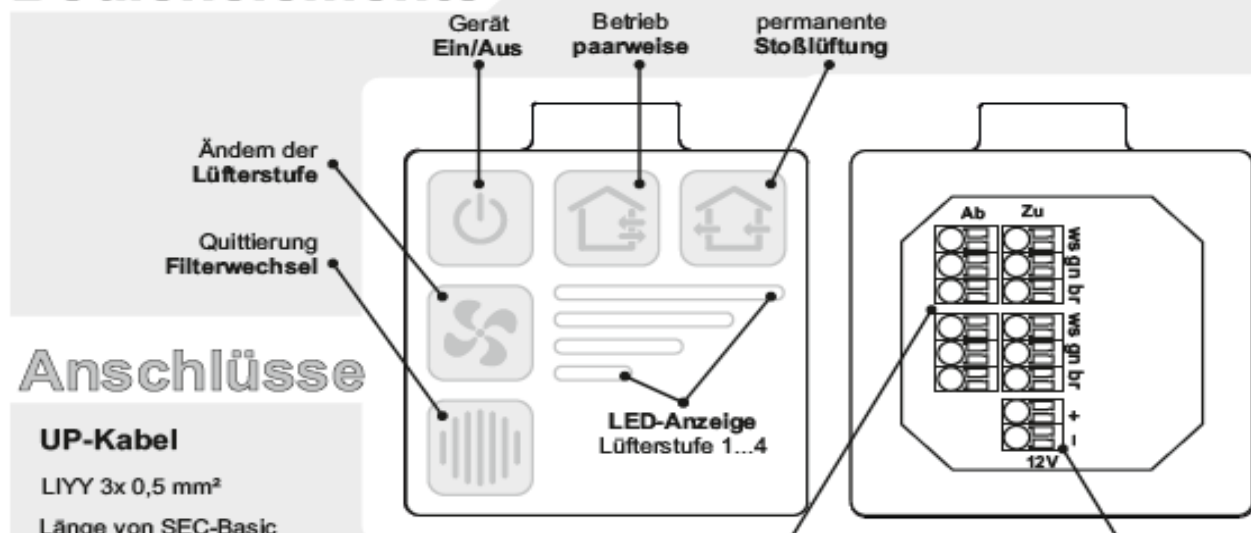 Gerät
Ein/Aus
Betrieb
paarweise
permanente
Stoßlüftung
Ändern der
Lüfterstufe
Quittierung
Filterwechsel
LED-Anzeige
Lüfterstufe 1...4
Ab Zu
ws gn br
ws gn br
+
–
12V
Anschlüsse
UP-Kabel
LIYY 3x 0,5 mm²
Länge von SEC-Basic